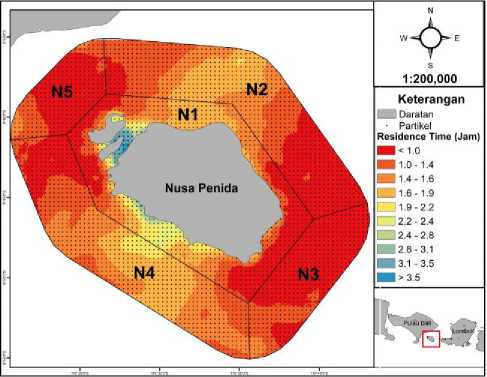 N5
N2
N1
Nusa Penida
N4
N3
N
W E
S
1:200,000
Keterangan
Daratan
Partikel
Residence Time (Jam)
< 1.0
1.0 - 1.4
1.4 - 1.6
1.6 - 1.9
1.9 - 2.2
2.2 - 2.4
2.4 - 2.8
2.8 - 3.1
3.1 - 3.5
> 3.5
Pulau Bali
Lombok